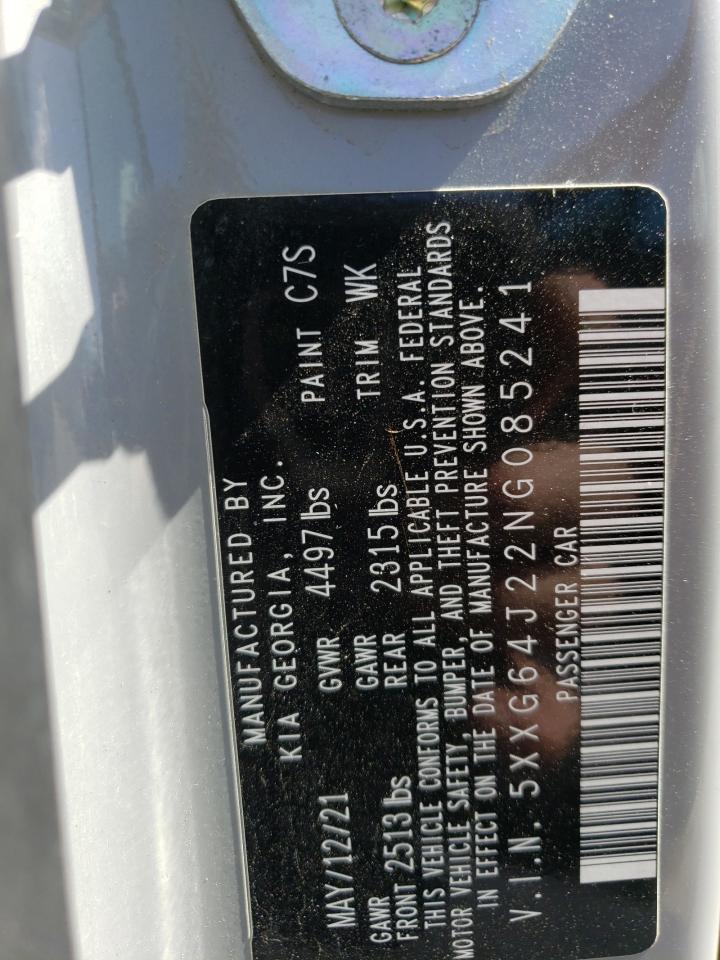 MANUFACTURED BY
KIA GEORGIA, INC.
MAY/12/21 GVWR 4497 lbs PAINT C7S
GAWR FRONT 2513 lbs GAWR REAR 2315 lbs TRIM WK
THIS VEHICLE CONFORMS TO ALL APPLICABLE U.S.A. FEDERAL
MOTOR VEHICLE SAFETY, BUMPER, AND THEFT PREVENTION STANDARDS
IN EFFECT ON THE DATE OF MANUFACTURE SHOWN ABOVE.
V.I.N. 5XXG64J22NG085241
PASSENGER CAR